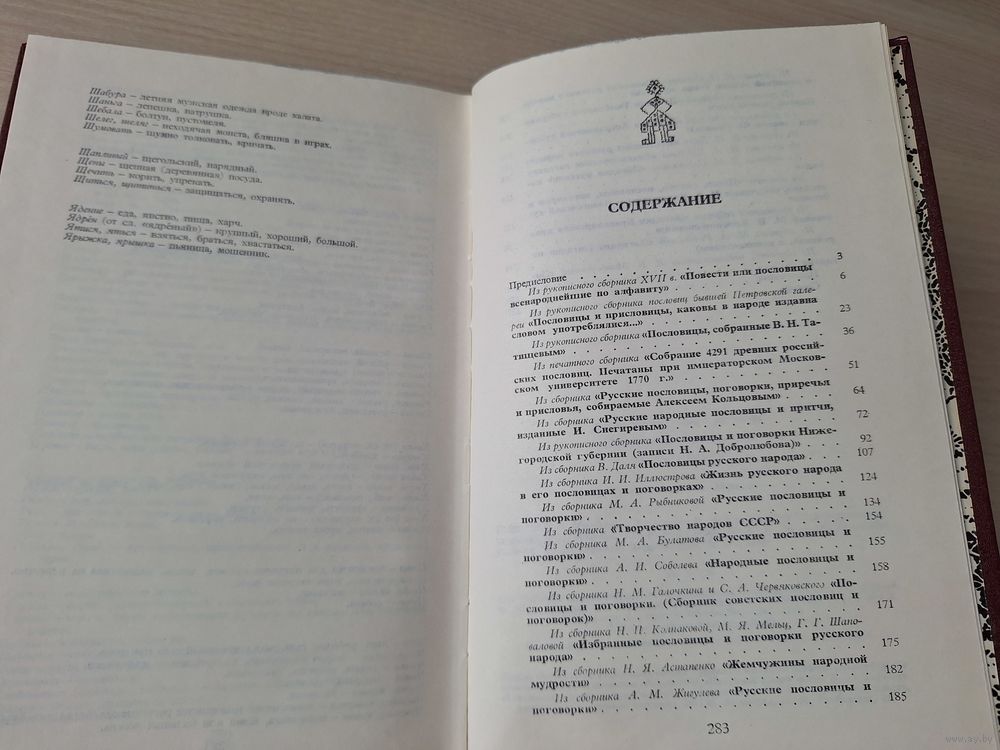 Шабура – летняя мужская одежда вроде халата.
Шаньга – лепешка, ватрушка.
Шебала – болтун, пустомеля.
Шелег, шеляг – неходячая монета, бляшка в играх.
Шумовать – шумно толковать, кричать.
Щапливый – щегольский, нарядный.
Щепы – щепная (деревянная) посуда.
Щечить – корить, упрекать.
Щиться, щититься – защищаться, охранять.
Ядение – еда, явство, пища, харч.
Ядрён (от сл. «ядрёный») – крупный, хороший, большой.
Ятися, яться – взяться, браться, хвастаться.
Ярыжка, ярышка – пьяница, мошенник.
СОДЕРЖАНИЕ
Предисловие . . . . . . . . . . . . . . . . 3
Из рукописного сборника XVII в. «Повести или пословицы
всенароднейшие по алфавиту» . . . . . . . . . . 6
Из рукописного сборника пословиц бывшей Петровской гале-
реи «Пословицы и присловицы, каковы в народе издавна
словом употреблялися...» . . . . . . . . . . 23
Из рукописного сборника «Пословицы, собранные В. Н. Та-
тищевым» . . . . . . . . . . . . . . . . 36
Из печатного сборника «Собрание 4291 древних россий-
ских пословиц. Печатаны при императорском Москов-
ском университете 1770 г.» . . . . . . . . . . 51
Из сборника «Русские пословицы, поговорки, приречья
и присловья, собираемые Алексеем Кольцовым» . . . . 64
Из сборника «Русские народные пословицы и притчи,
изданные И. Снегиревым» . . . . . . . . . . 72
Из рукописного сборника «Пословицы и поговорки Ниже-
городской губернии (записи Н. А. Добролюбова)» . . . 92
Из сборника В. Даля «Пословицы русского народа» . . . 107
Из сборника И. И. Иллюстрова «Жизнь русского народа
в его пословицах и поговорках» . . . . . . . . 124
Из сборника М. А. Рыбниковой «Русские пословицы и
поговорки» . . . . . . . . . . . . . . . . 134
Из сборника «Творчество народов СССР» . . . . . . 154
Из сборника М. А. Булатова «Русские пословицы и
поговорки» . . . . . . . . . . . . . . . . 155
Из сборника А. И. Соболева «Народные пословицы и
поговорки» . . . . . . . . . . . . . . . . 158
Из сборника Н. М. Галочкина и С. А. Червяковского «По-
словицы и поговорки. (Сборник советских пословиц и
поговорок)» . . . . . . . . . . . . . . . . 171
Из сборника Н. П. Колпаковой, М. Я. Мельц, Г. Г. Шапо-
валовой «Избранные пословицы и поговорки русского
народа» . . . . . . . . . . . . . . . . 175
Из сборника Н. Я. Астапенко «Жемчужины народной
мудрости» . . . . . . . . . . . . . . . . 182
Из сборника А. М. Жигулева «Русские пословицы и
поговорки» . . . . . . . . . . . . . . . . 185
283
www.ay.by